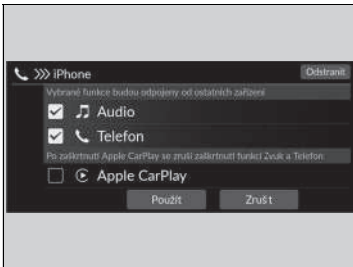 iPhone
Odstranit
Vybrané funkce budou odpojeny od ostatních zařízení
Audio
Telefon
Po zaškrtnutí Apple CarPlay se zruší zaškrtnutí funkcí Zvuk a Telefon
Apple CarPlay
Použít
Zrušt